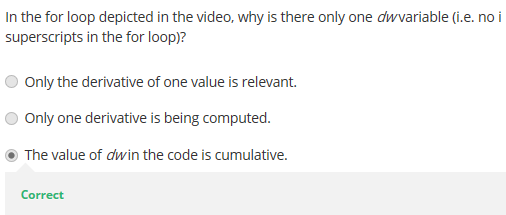 In the for loop depicted in the video, why is there only one dw variable (i.e. no i
superscripts in the for loop)?
Only the derivative of one value is relevant.
Only one derivative is being computed.
The value of dw in the code is cumulative.
Correct